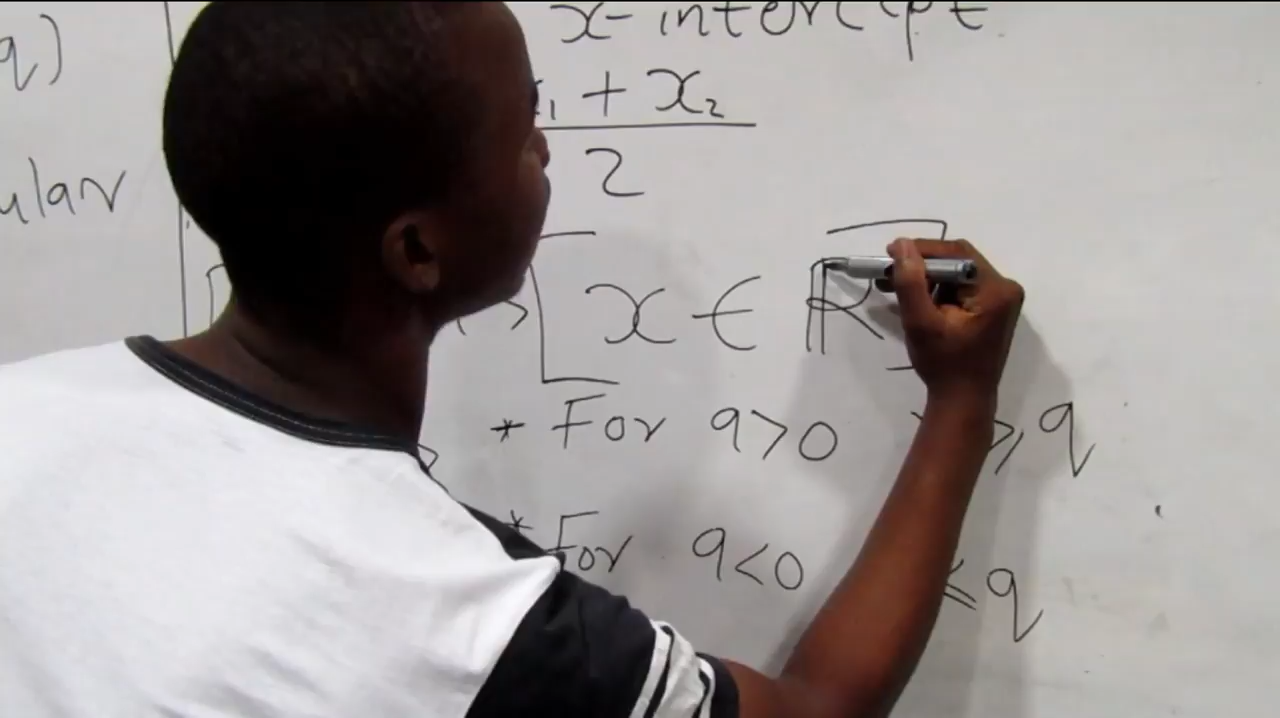 q)
ular
x-intercept
x₁ + x₂
2
[x ∈ ℝ]
* For a>0 y ⩾ q
* For a<0 ⩽ q